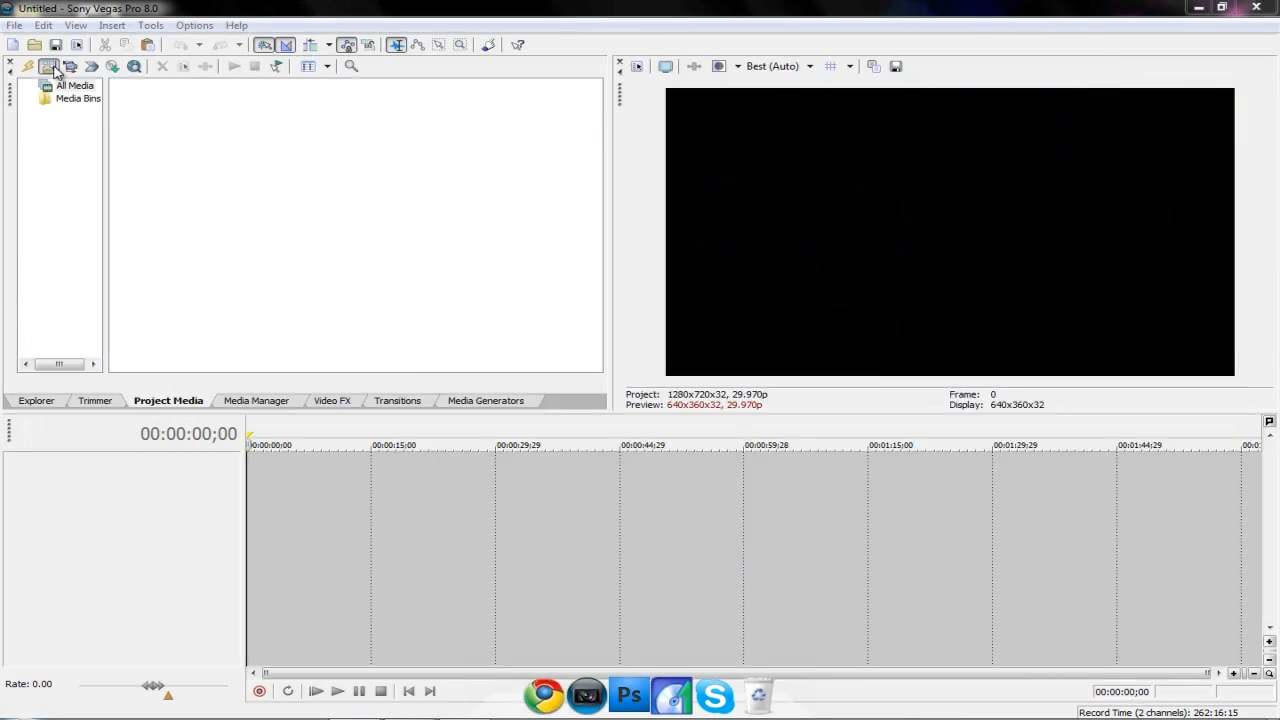 Untitled - Sony Vegas Pro 8.0
File Edit View Insert Tools Options Help
Best (Auto)
All Media
Media Bins
Explorer Trimmer Project Media Media Manager Video FX Transitions Media Generators
Project: 1280x720x32, 29.970p Frame: 0
Preview: 640x360x32, 29.970p Display: 640x360x32
00:00:00;00
00:00:00;00 00:00:15;00 00:00:29;29 00:00:44;29 00:00:59;28 00:01:15;00 00:01:29;29 00:01:44;29 00:0
Rate: 0.00
Ps
00:00:00;00
Record Time (2 channels): 262:16:15